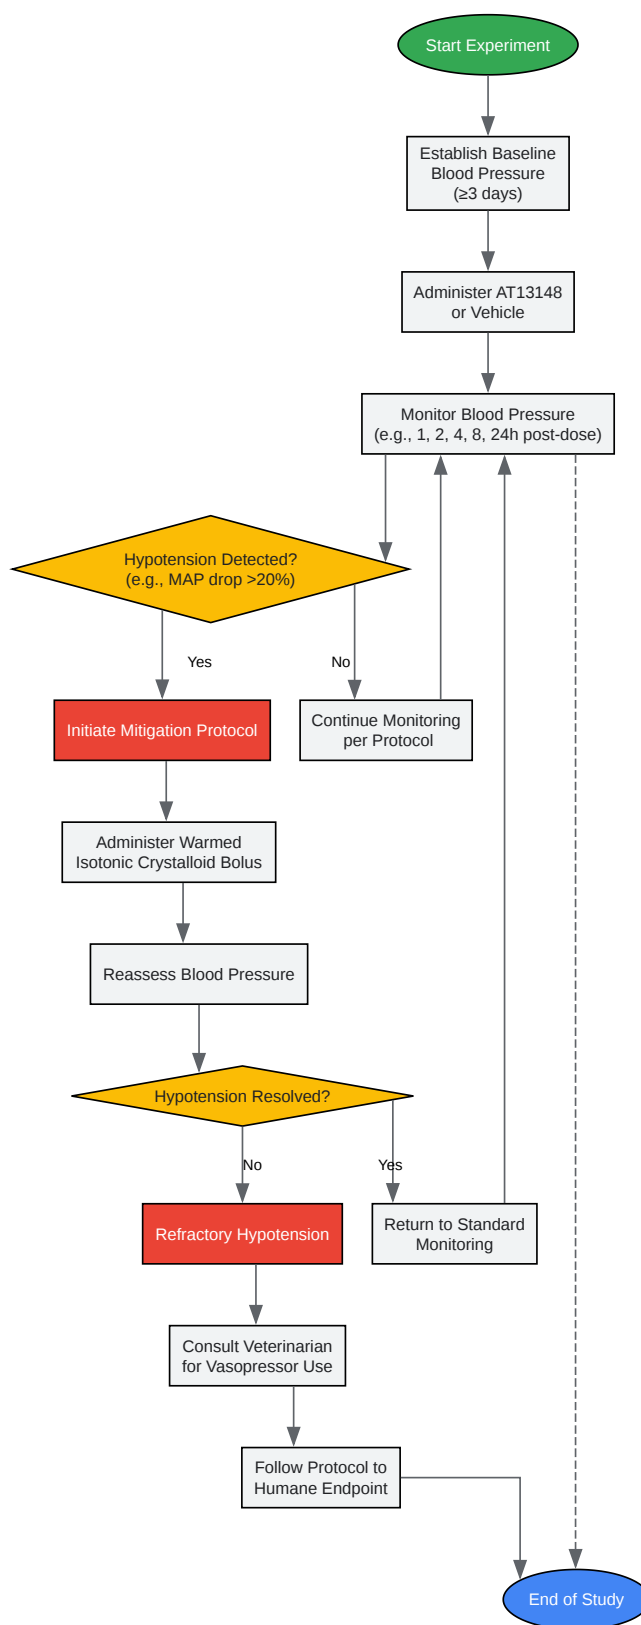 Start Experiment
Establish Baseline
Blood Pressure
(≥3 days)
Administer AT13148
or Vehicle
Monitor Blood Pressure
(e.g., 1, 2, 4, 8, 24h post-dose)
Hypotension Detected?
(e.g., MAP drop >20%)
Yes
No
Initiate Mitigation Protocol
Continue Monitoring
per Protocol
Administer Warmed
Isotonic Crystalloid Bolus
Reassess Blood Pressure
Hypotension Resolved?
No
Yes
Refractory Hypotension
Return to Standard
Monitoring
Consult Veterinarian
for Vasopressor Use
Follow Protocol to
Humane Endpoint
End of Study